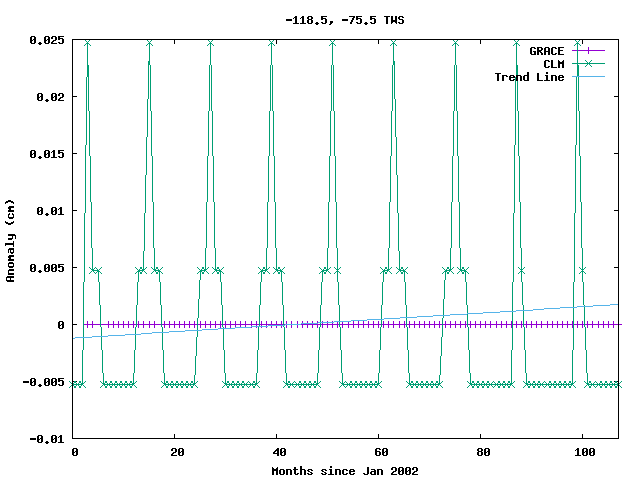 -118.5, -75.5 TWS
GRACE
CLM
Trend Line
0.025
0.02
0.015
0.01
0.005
0
-0.005
-0.01
Anomaly (cm)
0 20 40 60 80 100
Months since Jan 2002